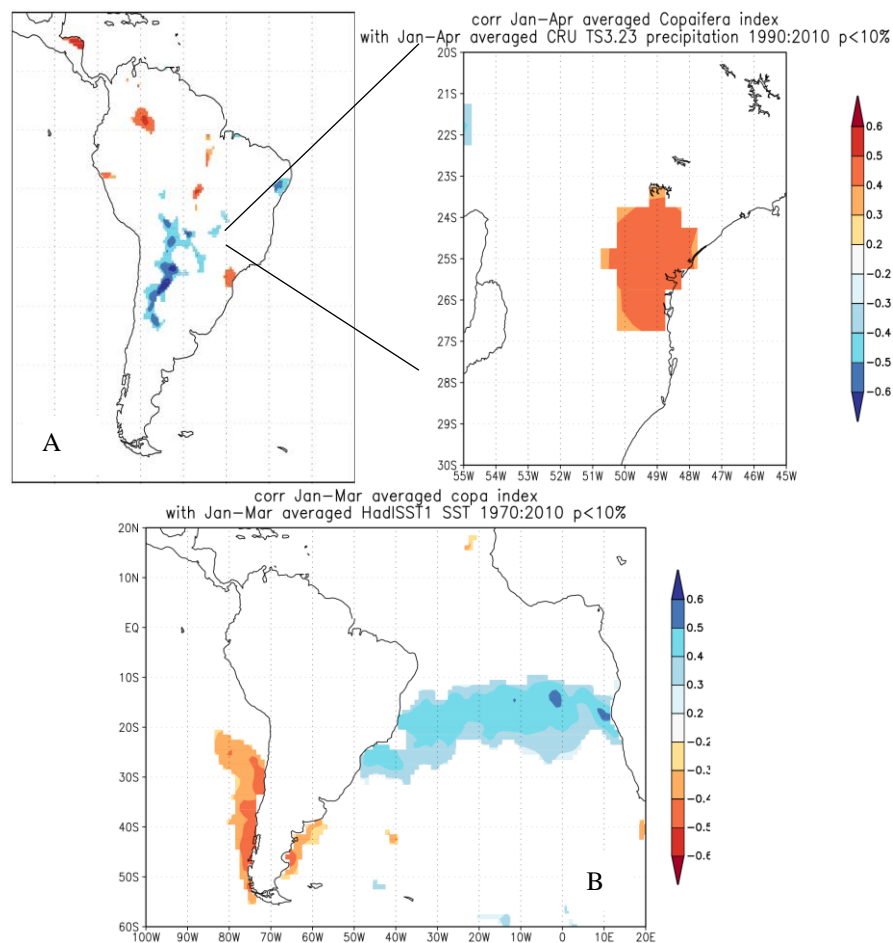 corr Jan-Apr averaged Copaifera index
with Jan-Apr averaged CRU TS3.23 precipitation 1990:2010 p<10%
20S
21S
22S
23S
24S
25S
26S
27S
28S
29S
30S
55W 54W 53W 52W 51W 50W 49W 48W 47W 46W 45W
0.6
0.5
0.4
0.3
0.2
-0.2
-0.3
-0.4
-0.5
-0.6
A
corr Jan-Mar averaged copa index
with Jan-Mar averaged HadISST1 SST 1970:2010 p<10%
20N
10N
EQ
10S
20S
30S
40S
50S
60S
100W 90W 80W 70W 60W 50W 40W 30W 20W 10W 0 10E 20E
0.6
0.5
0.4
0.3
0.2
-0.2
-0.3
-0.4
-0.5
-0.6
B